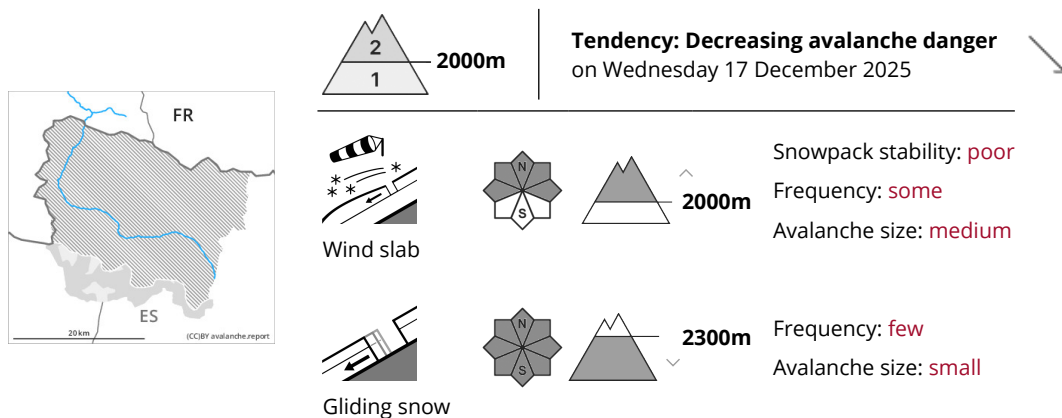 2
1
2000m
Tendency: Decreasing avalanche danger
on Wednesday 17 December 2025
FR
ES
20 km
(CC)BY avalanche.report
N
S
2000m
Snowpack stability: poor
Frequency: some
Avalanche size: medium
Wind slab
N
S
2300m
Frequency: few
Avalanche size: small
Gliding snow